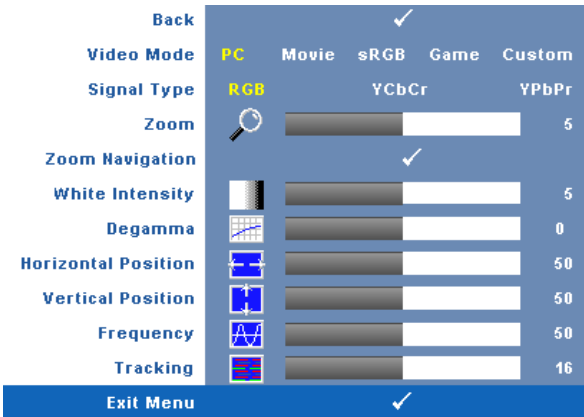 Back
Video Mode PC Movie sRGB Game Custom
Signal Type RGB YCbCr YPbPr
Zoom 5
Zoom Navigation
White Intensity 5
Degamma 0
Horizontal Position 50
Vertical Position 50
Frequency 50
Tracking 16
Exit Menu